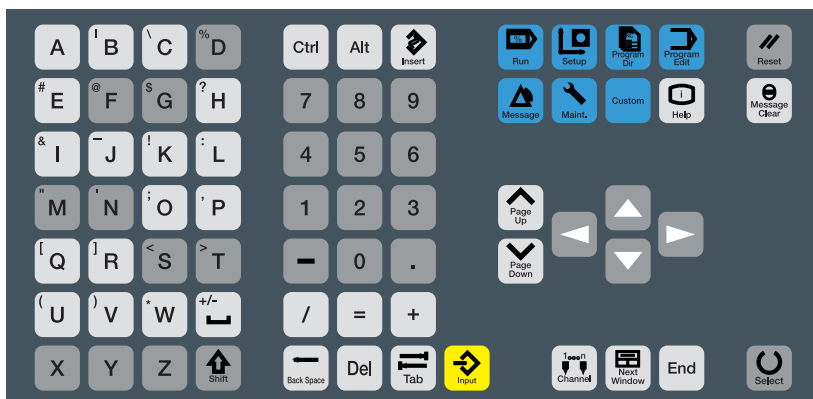 A ' B \ C % D Ctrl Alt Insert % Run Setup Program Dir Program Edit Reset
# E @ F $ G ? H 7 8 9 Message Maint. Custom i Help Message Clear
& I – J ! K : L 4 5 6
" M ' N ; O , P 1 2 3 Page Up
[ Q ] R < S > T – 0 . Page Down
( U ) V * W +/- / = +
X Y Z Shift Back Space Del Tab Input 1 n Channel Next Window End Select